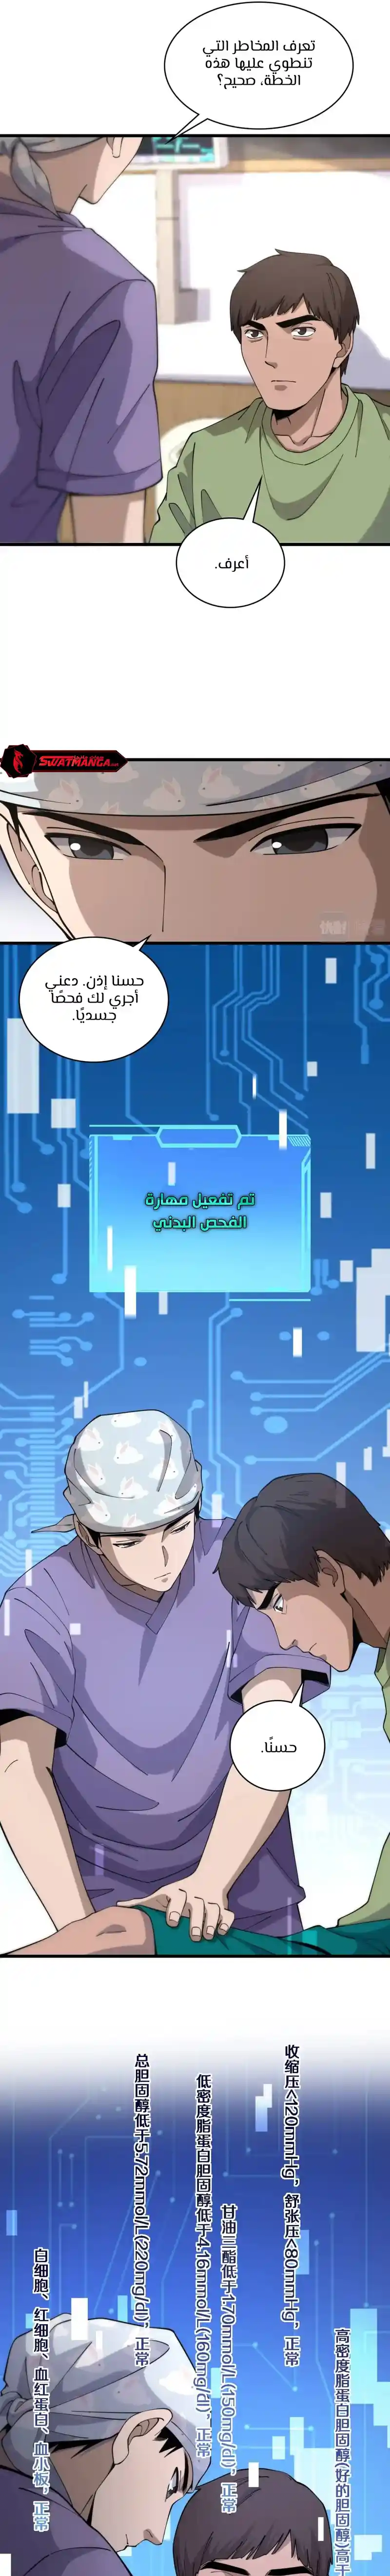 تعرف المخاطر التي
تنطوي عليها هذه
الخطة، صحيح؟
أعرف.
SWATMANGA
حسنا إذن. دعني
أجري لك فحصًا
جسديًا.
تم تفعيل مهارة
الفحص البدني
حسنًا.
收缩压<120mmHg，舒张压<80mmHg，正常
总胆固醇低于5.72mmol/L(220mg/dl)，正常
低密度脂蛋白胆固醇低于4.16mmol/L(160mg/dl)，正常
甘油三酯低于1.70mmol/L(150mg/dl)，正常
白细胞、红细胞、血红蛋白、血小板，正常
高密度脂蛋白胆固醇(好的胆固醇)高于